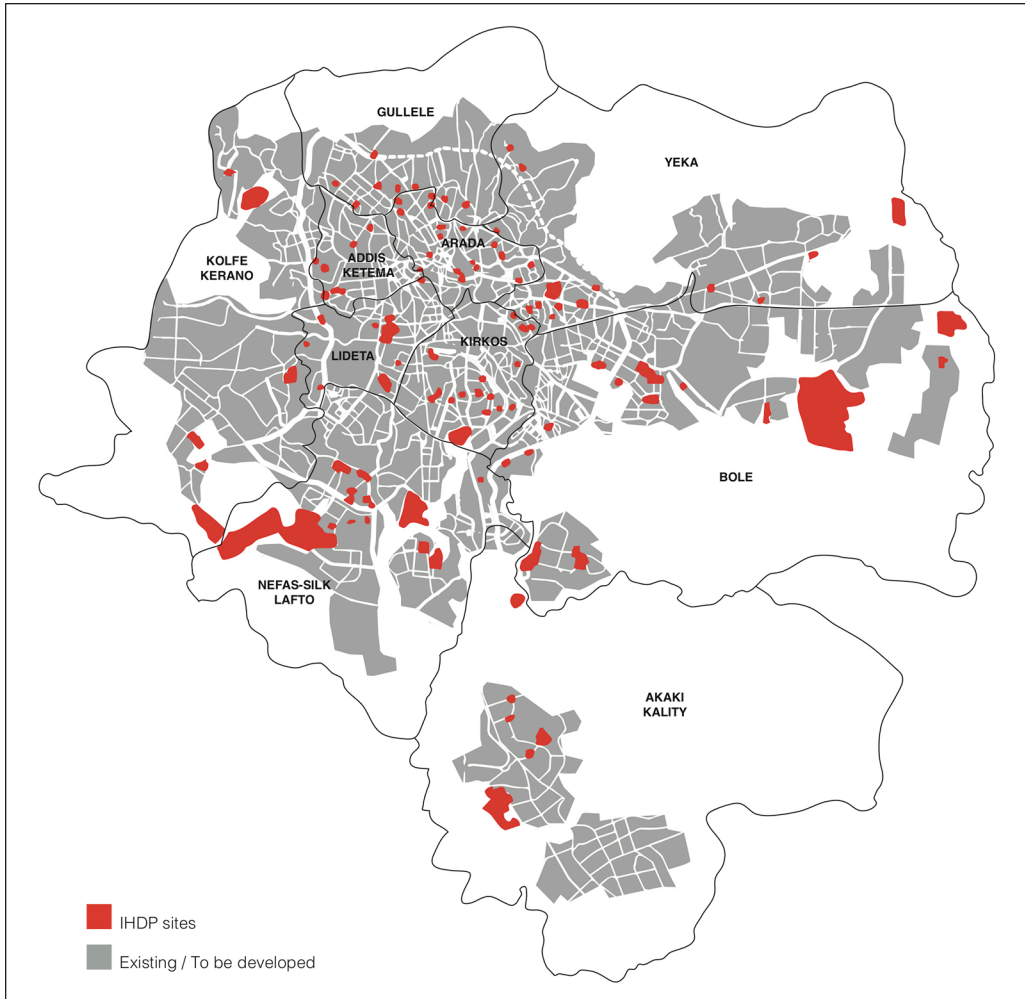 GULLELE
YEKA
ARADA
ADDIS
KETEMA
KOLFE
KERANO
KIRKOS
LIDETA
BOLE
NEFAS-SILK
LAFTO
AKAKI
KALITY
IHDP sites
Existing / To be developed